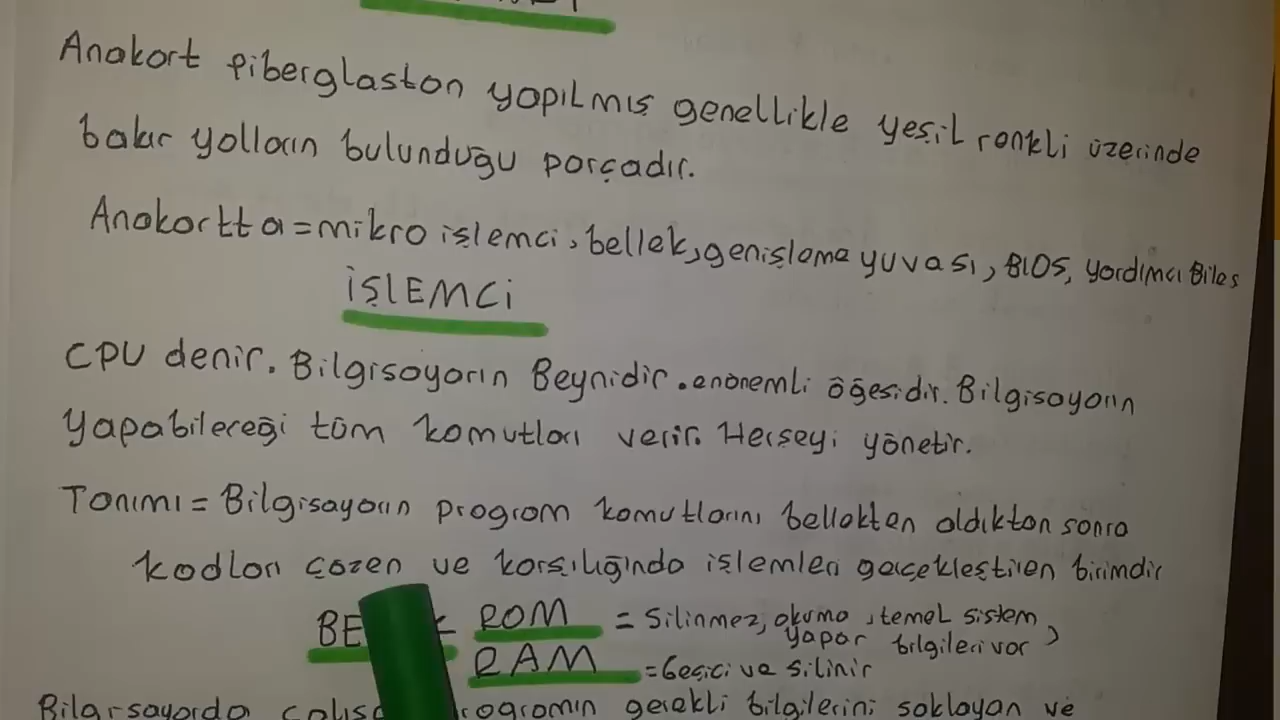 Anakart fiberglastan yapılmış genellikle yeşil renkli üzerinde
bakır yolların bulunduğu parçadır.
Anakartta = mikro işlemci, bellek, genişleme yuvası, BIOS, yardımcı Biles
İŞLEMCİ
CPU denir. Bilgisayarın Beynidir. en önemli öğesidir. Bilgisayarın
yapabileceği tüm komutları verir. Herşeyi yönetir.
Tanımı = Bilgisayarın program komutlarını bellekten aldıktan sonra
kodları çözen ve karşılığında işlemleri gerçekleştiren birimdir
ROM = Silinmez, okuma yapar, temel sistem bilgileri var
RAM = Geçici ve silinir
Bilgisayarda gerekli bilgilerini saklayan ve